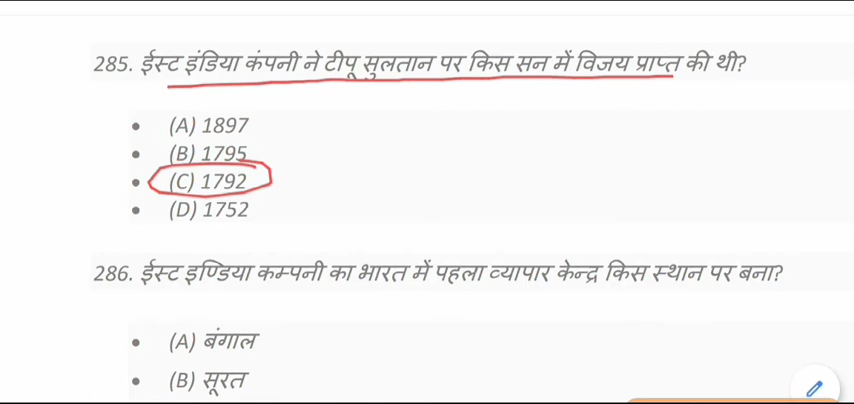 285. ईस्ट इंडिया कंपनी ने टीपू सुलतान पर किस सन में विजय प्राप्त की थी?
• (A) 1897
• (B) 1795
• (C) 1792
• (D) 1752
286. ईस्ट इण्डिया कम्पनी का भारत में पहला व्यापार केन्द्र किस स्थान पर बना?
• (A) बंगाल
• (B) सूरत